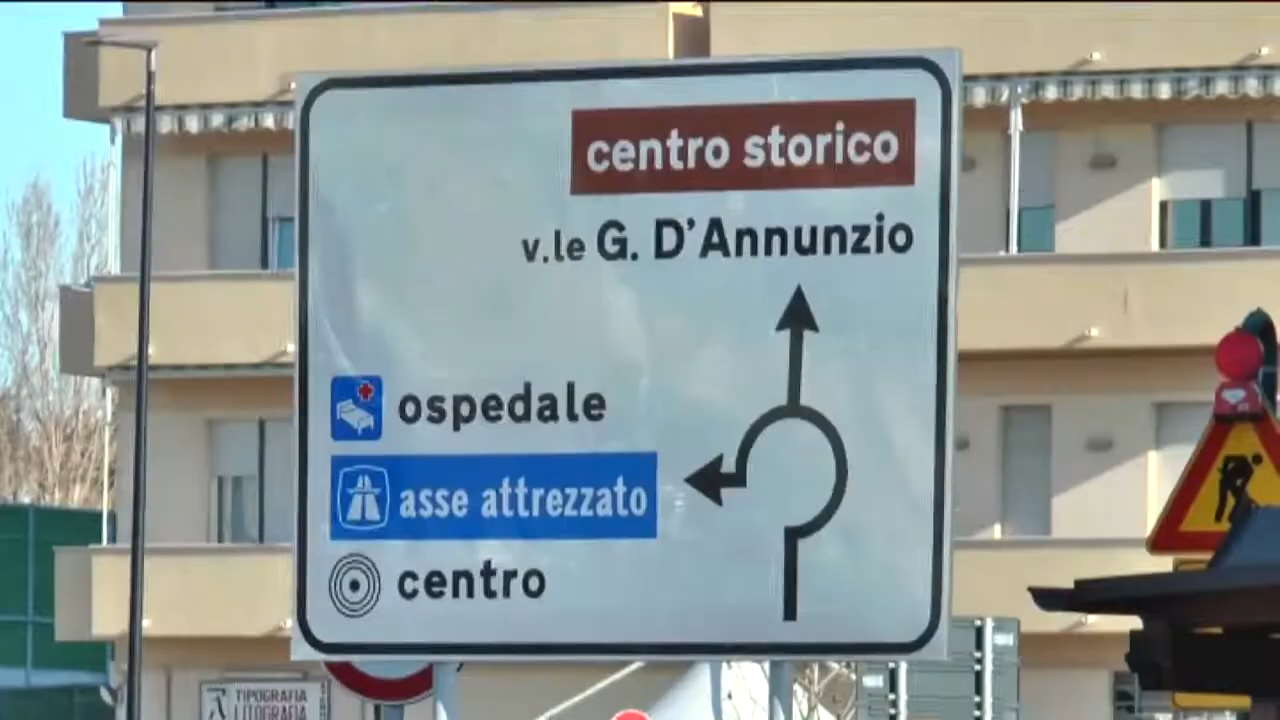 centro storico
v.le G. D'Annunzio
ospedale
asse attrezzato
centro
TIPOGRAFIA
LITOGRAFIA